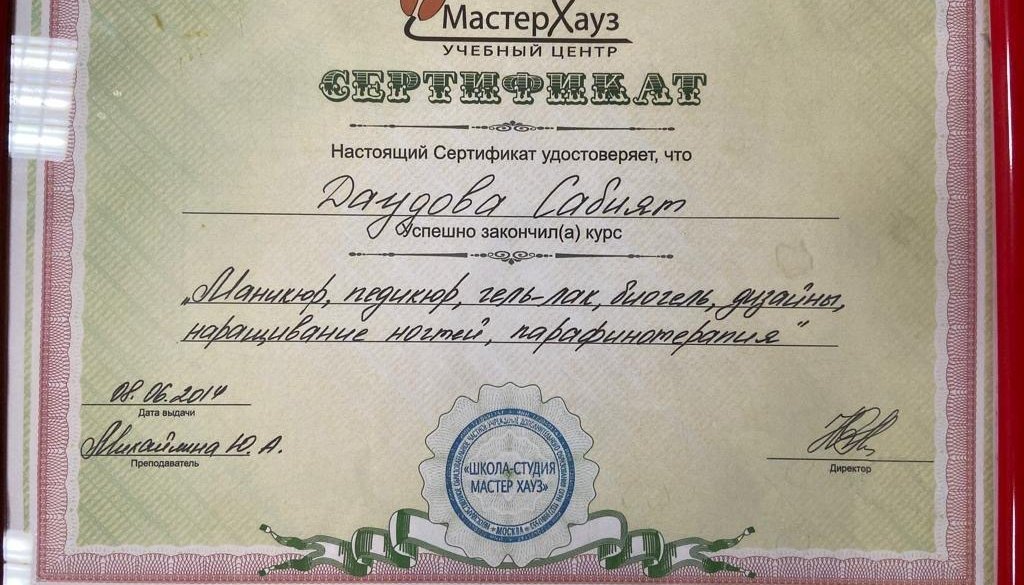 МастерХауз
УЧЕБНЫЙ ЦЕНТР
СЕРТИФИКАТ
Настоящий Сертификат удостоверяет, что
Даудова Сабият
Успешно закончил(а) курс
„Маникюр, педикюр, гель-лак, биогель, дизайны,
наращивание ногтей, парафинотерапия"
08.06.2014
Дата выдачи
Михайлина Ю. А.
Преподаватель
Директор
«ШКОЛА-СТУДИЯ
МАСТЕР ХАУЗ»
МОСКВА